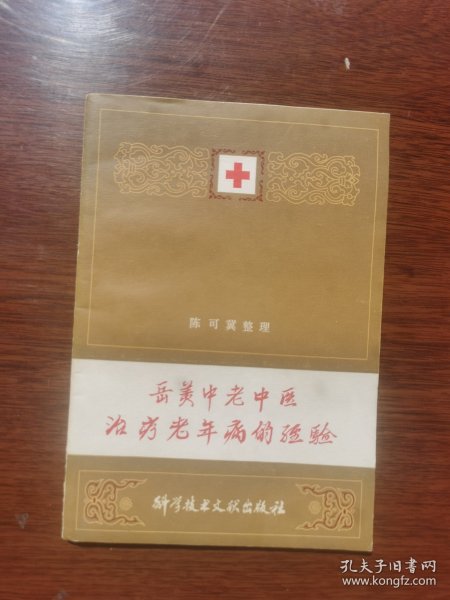 陈可冀整理
岳美中老中医
治疗老年病的经验
科学技术文献出版社
孔夫子旧书网
www.kongfz.com